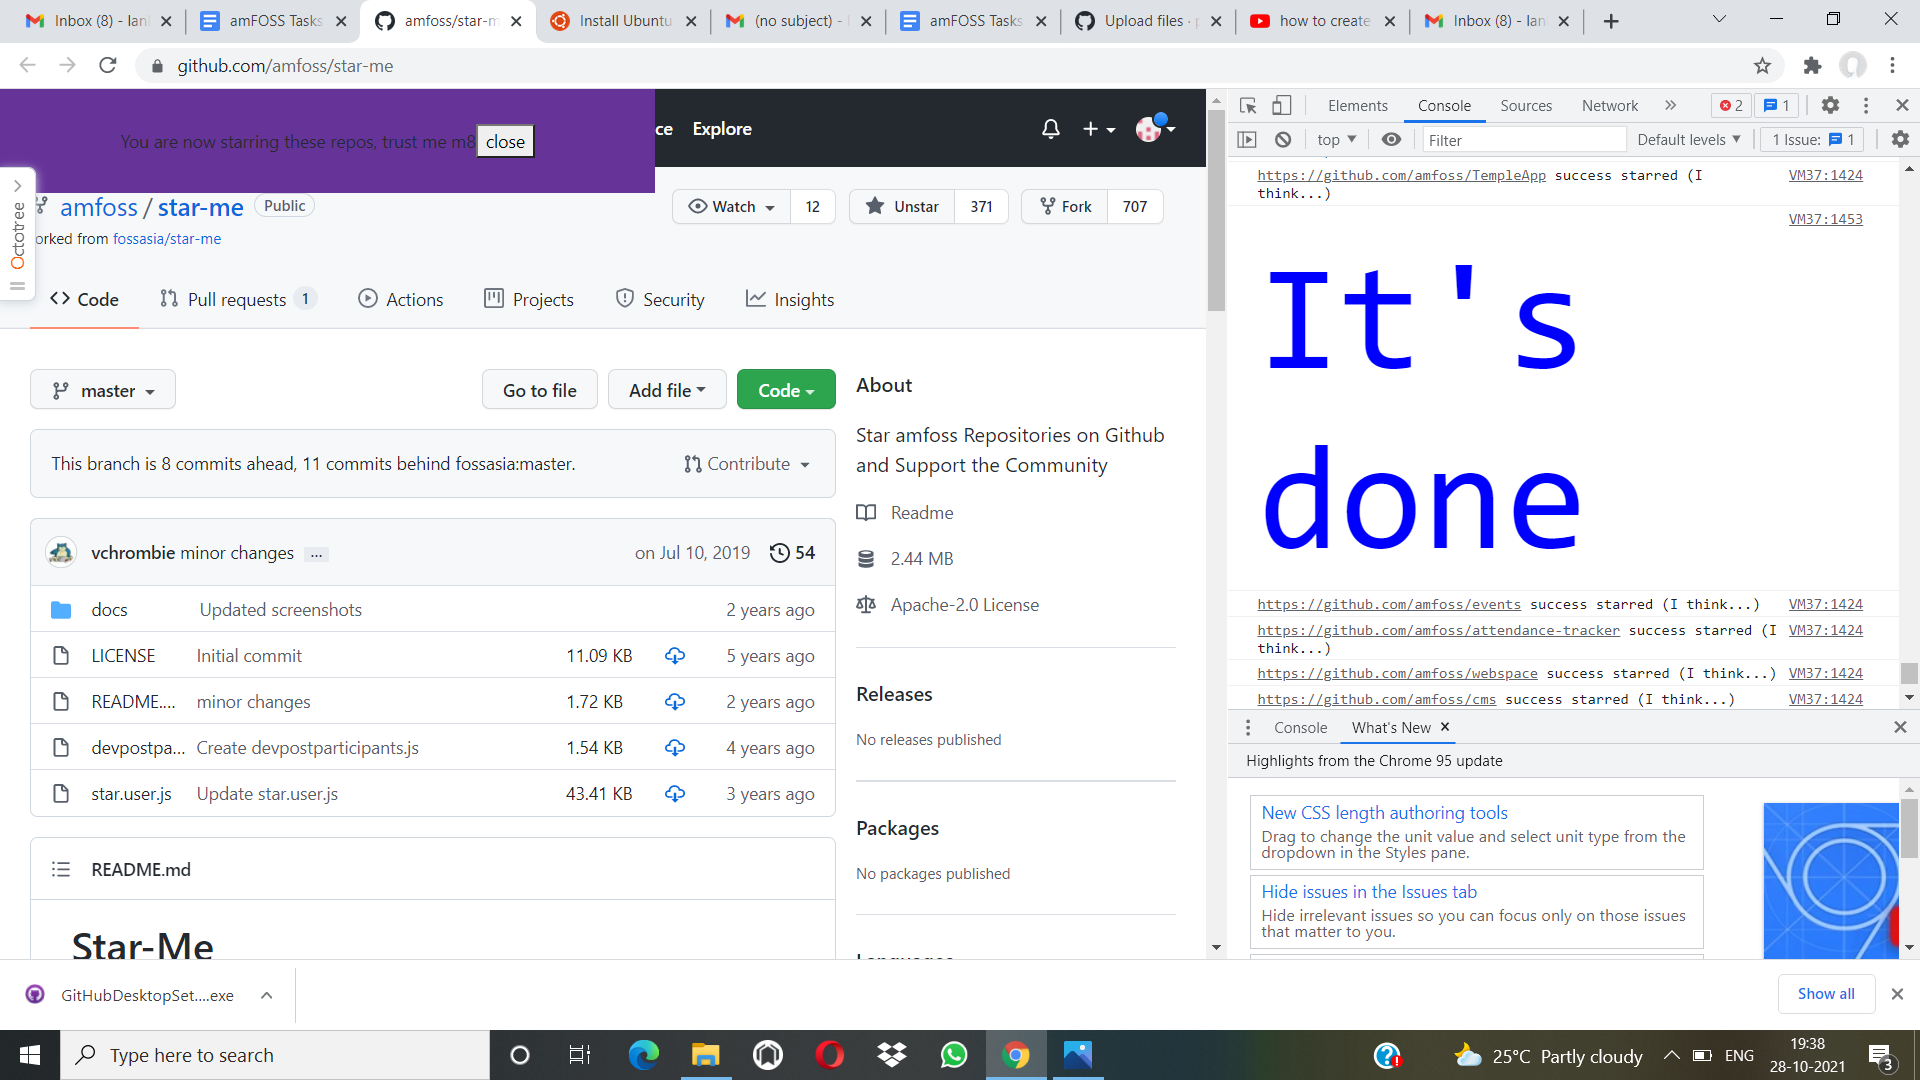 Inbox (8) - Ian
amFOSS Tasks
amfoss/star-m
Install Ubuntu
(no subject) -
amFOSS Tasks
Upload files ·
how to create
Inbox (8) - Ian
github.com/amfoss/star-me
You are now starring these repos, trust me m8 close
ce Explore
Octotree
amfoss / star-me Public
Watch 12
Unstar 371
Fork 707
orked from fossasia/star-me
Code
Pull requests 1
Actions
Projects
Security
Insights
master
Go to file
Add file
Code
This branch is 8 commits ahead, 11 commits behind fossasia:master.
Contribute
vchrombie minor changes ... on Jul 10, 2019 54
docs Updated screenshots 2 years ago
LICENSE Initial commit 11.09 KB 5 years ago
README.... minor changes 1.72 KB 2 years ago
devpostpa... Create devpostparticipants.js 1.54 KB 4 years ago
star.user.js Update star.user.js 43.41 KB 3 years ago
README.md
Star-Me
About
Star amfoss Repositories on Github
and Support the Community
Readme
2.44 MB
Apache-2.0 License
Releases
No releases published
Packages
No packages published
Languages
Elements Console Sources Network » 2 1
top Filter Default levels 1 Issue: 1
https://github.com/amfoss/TempleApp success starred (I VM37:1424
think...)
VM37:1453
It's
done
https://github.com/amfoss/events success starred (I think...) VM37:1424
https://github.com/amfoss/attendance-tracker success starred (I VM37:1424
think...)
https://github.com/amfoss/webspace success starred (I think...) VM37:1424
https://github.com/amfoss/cms success starred (I think...) VM37:1424
Console What's New
Highlights from the Chrome 95 update
New CSS length authoring tools
Drag to change the unit value and select unit type from the
dropdown in the Styles pane.
Hide issues in the Issues tab
Hide irrelevant issues so you can focus only on those issues
that matter to you.
GitHubDesktopSet....exe
Show all
Type here to search
25°C Partly cloudy
ENG
19:38
28-10-2021
3